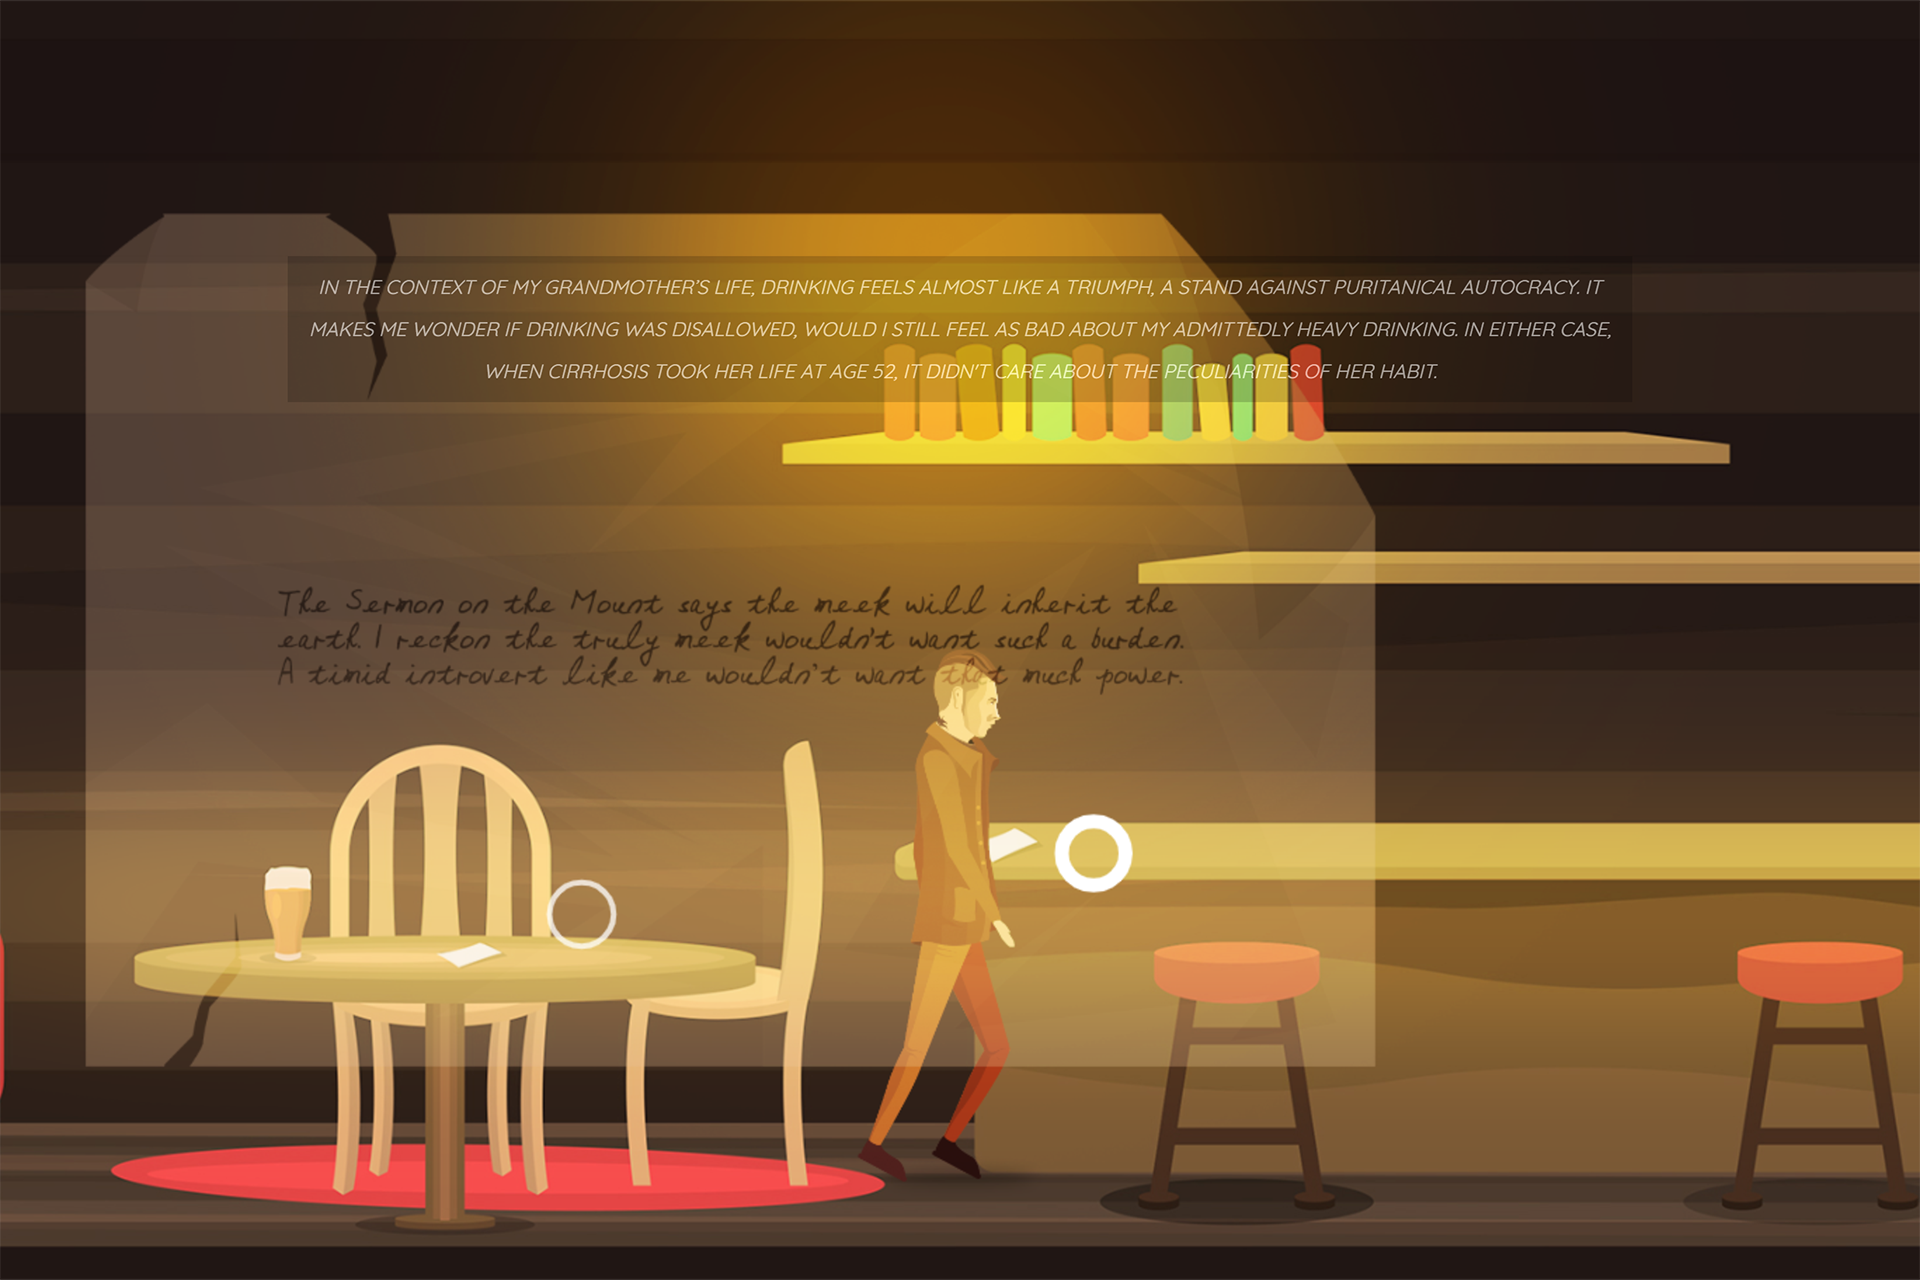 IN THE CONTEXT OF MY GRANDMOTHER'S LIFE, DRINKING FEELS ALMOST LIKE A TRIUMPH, A STAND AGAINST PURITANICAL AUTOCRACY. IT
MAKES ME WONDER IF DRINKING WAS DISALLOWED, WOULD I STILL FEEL AS BAD ABOUT MY ADMITTEDLY HEAVY DRINKING. IN EITHER CASE,
WHEN CIRRHOSIS TOOK HER LIFE AT AGE 52, IT DIDN'T CARE ABOUT THE PECULIARITIES OF HER HABIT.
The Sermon on the Mount says the meek will inherit the
earth. I reckon the truly meek wouldn't want such a burden.
A timid introvert like me wouldn't want that much power.